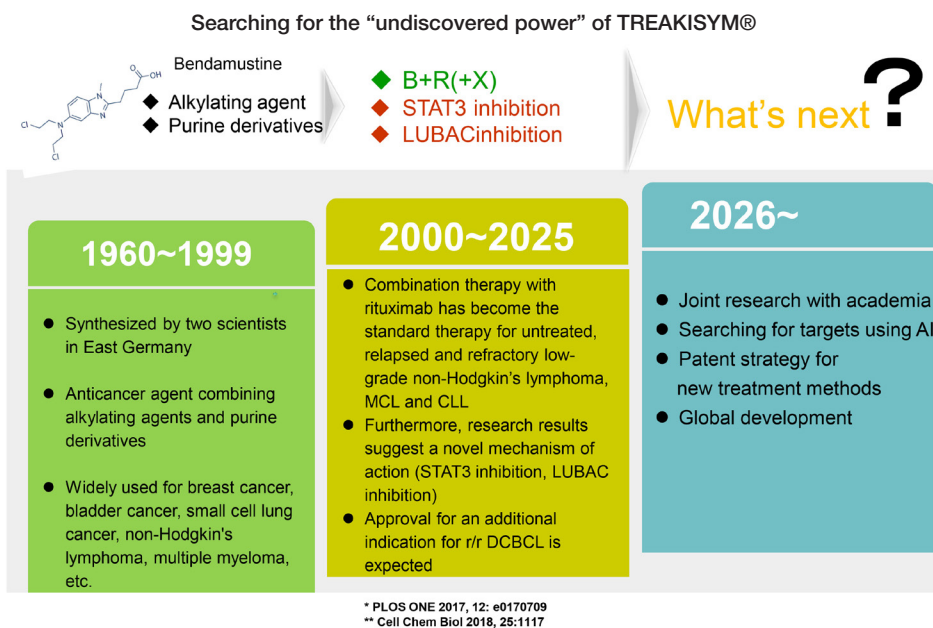 Searching for the “undiscovered power” of TREAKISYM®
Bendamustine
◆ Alkylating agent
◆ Purine derivatives
OH
N
N
N
Cl
Cl
◆ B+R(+X)
◆ STAT3 inhibition
◆ LUBACinhibition
What’s next ?
1960~1999
● Synthesized by two scientists
in East Germany
● Anticancer agent combining
alkylating agents and purine
derivatives
● Widely used for breast cancer,
bladder cancer, small cell lung
cancer, non-Hodgkin's
lymphoma, multiple myeloma,
etc.
2000~2025
● Combination therapy with
rituximab has become the
standard therapy for untreated,
relapsed and refractory low-
grade non-Hodgkin’s lymphoma,
MCL and CLL
● Furthermore, research results
suggest a novel mechanism of
action (STAT3 inhibition, LUBAC
inhibition)
● Approval for an additional
indication for r/r DCBCL is
expected
2026~
● Joint research with academia
● Searching for targets using AI
● Patent strategy for
new treatment methods
● Global development
* PLOS ONE 2017, 12: e0170709
** Cell Chem Biol 2018, 25:1117